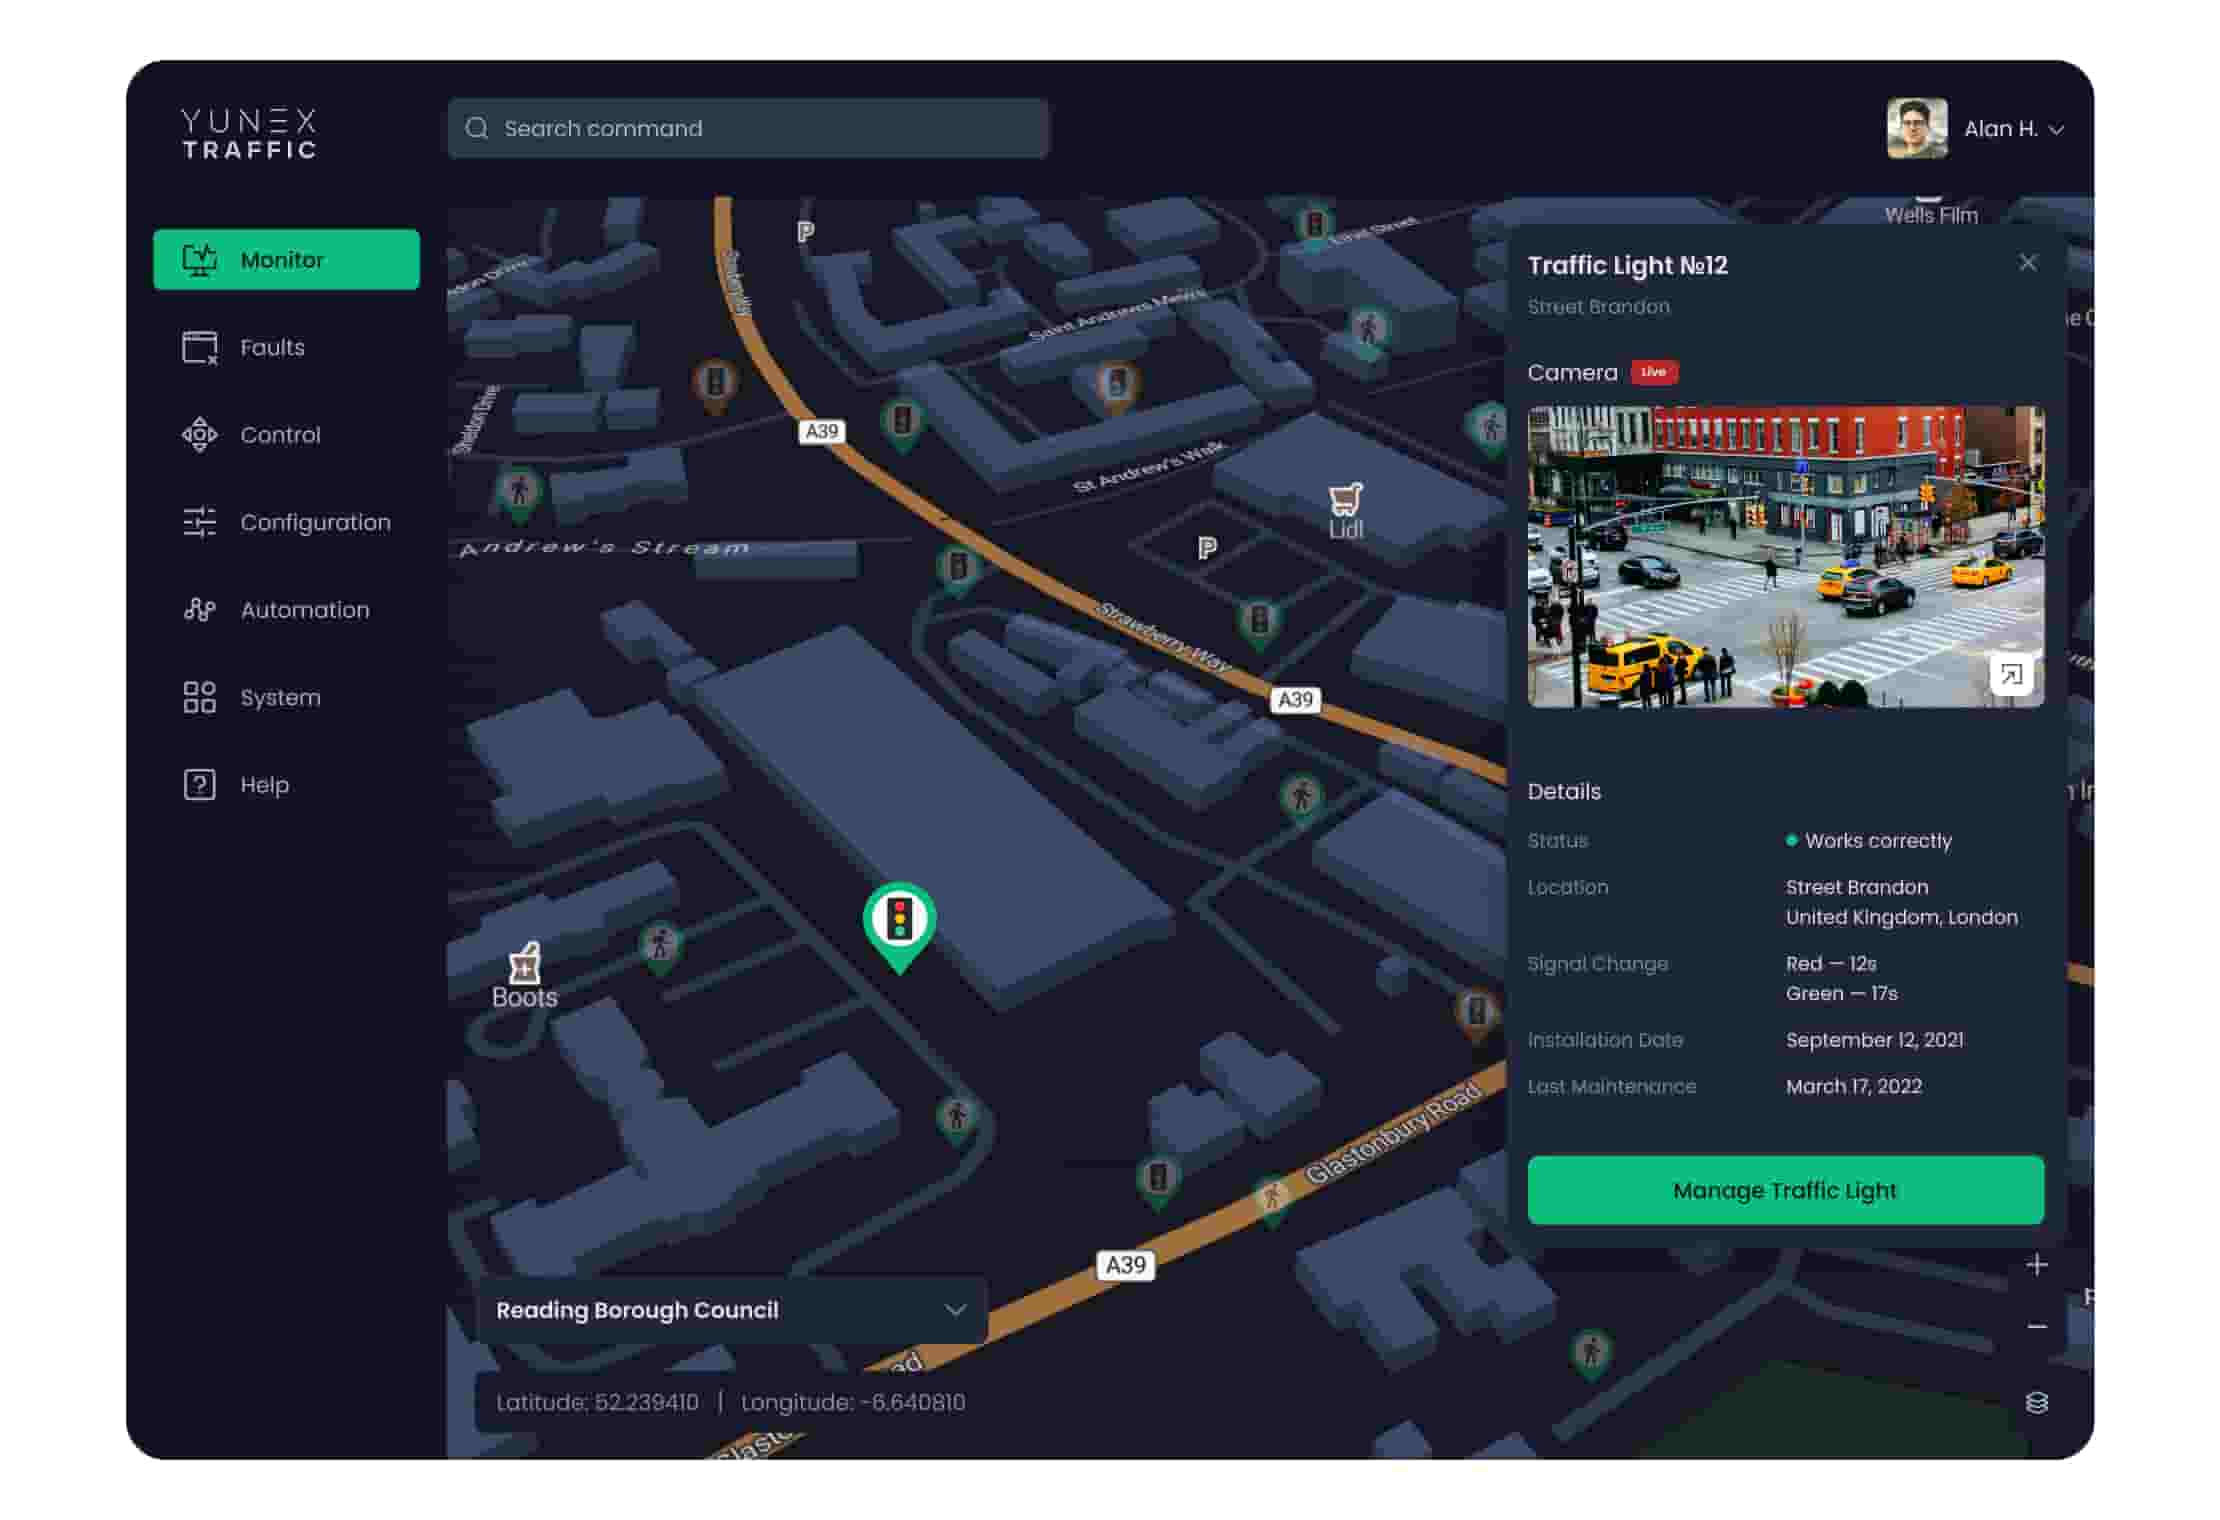 YUNEX
TRAFFIC
Search command
Alan H.
Monitor
Faults
Control
Configuration
Automation
System
Help
P
Wells Film
Saint Andrews Mews
Sheldon Drive
A39
St Andrew's Walk
Lidl
P
Andrew's Stream
Strawberry Way
A39
Boots
Glastonbury Road
A39
Reading Borough Council
Latitude: 52.239410 | Longitude: -6.640810
Traffic Light №12
Street Brandon
Camera
Live
Details
Status
Works correctly
Location
Street Brandon
United Kingdom, London
Signal Change
Red — 12s
Green — 17s
Installation Date
September 12, 2021
Last Maintenance
March 17, 2022
Manage Traffic Light